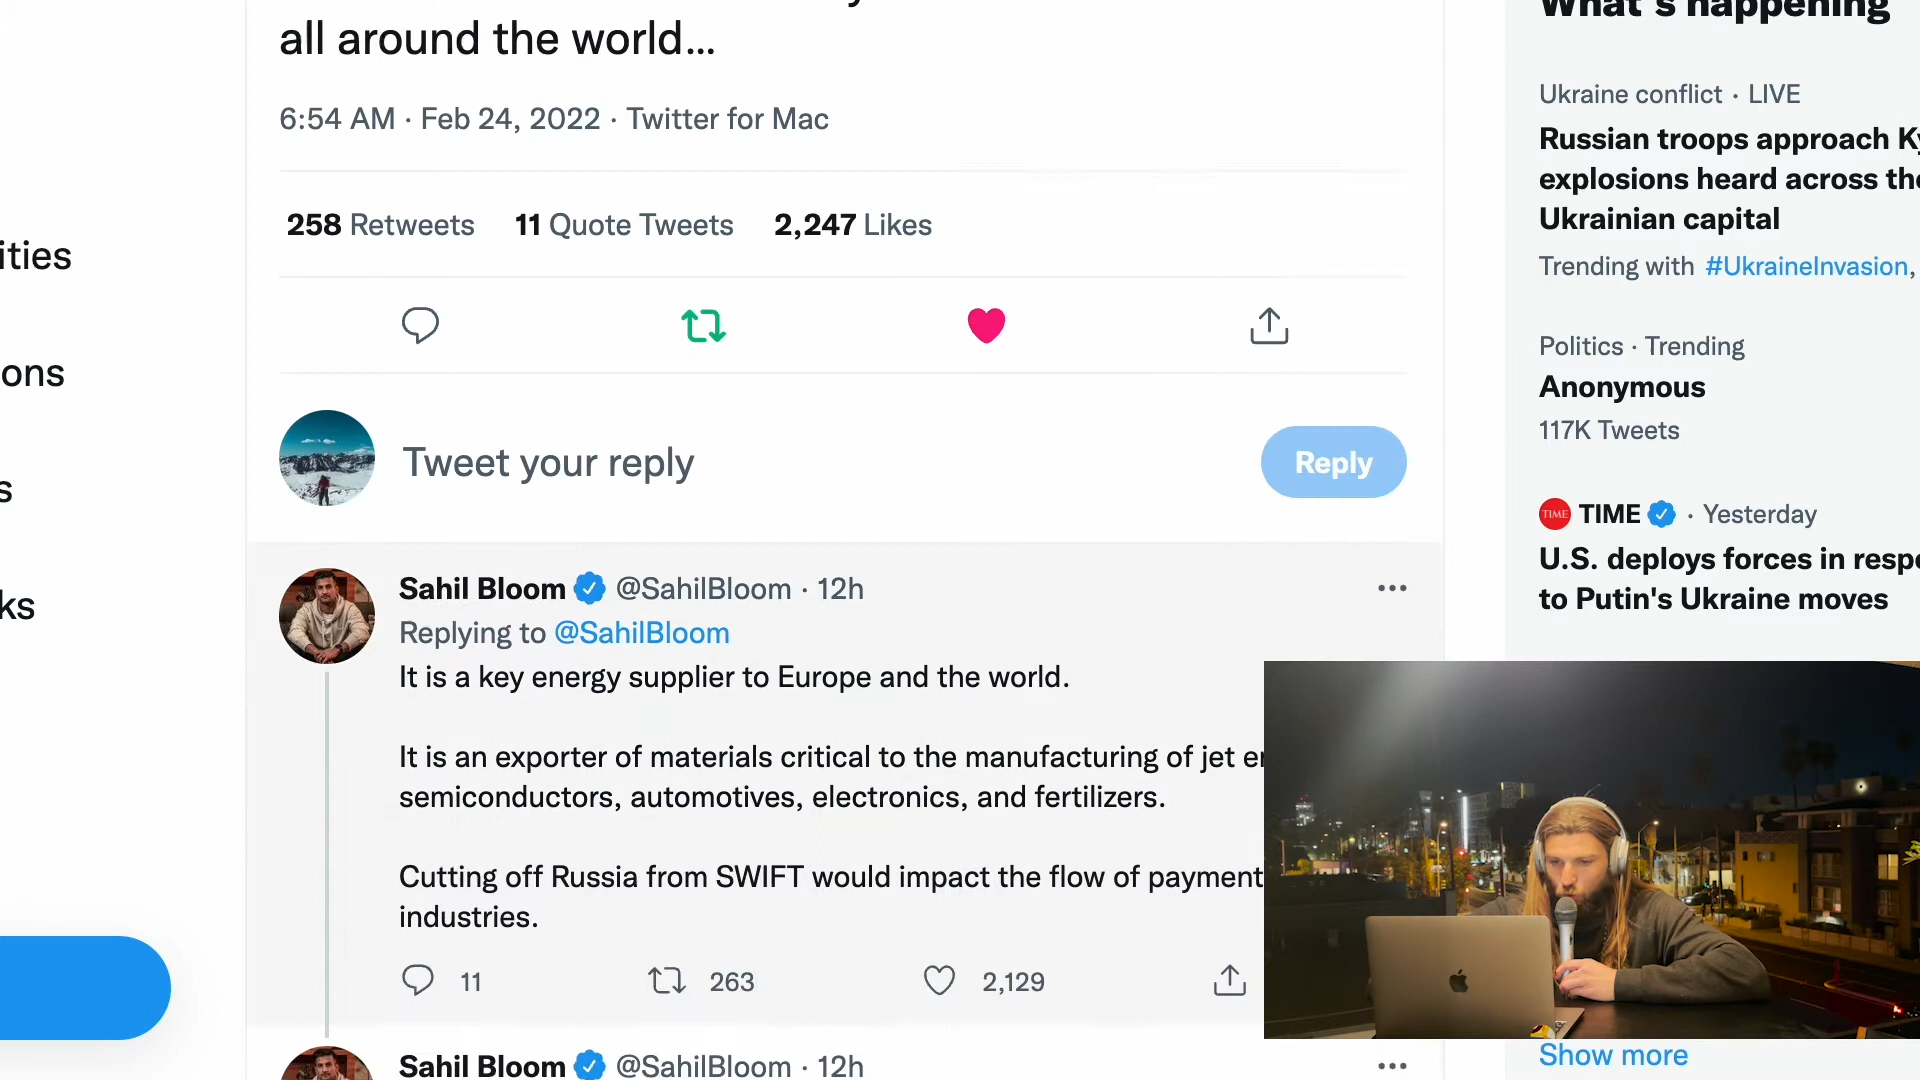 all around the world...
6:54 AM · Feb 24, 2022 · Twitter for Mac
258 Retweets 11 Quote Tweets 2,247 Likes
Tweet your reply
Reply
Sahil Bloom @SahilBloom · 12h
Replying to @SahilBloom
It is a key energy supplier to Europe and the world.
It is an exporter of materials critical to the manufacturing of jet
semiconductors, automotives, electronics, and fertilizers.
Cutting off Russia from SWIFT would impact the flow of payment
industries.
11 263 2,129
Sahil Bloom @SahilBloom · 12h
ities
ons
s
ks
What's happening
Ukraine conflict · LIVE
Russian troops approach
explosions heard across
Ukrainian capital
Trending with #UkraineInvasion,
Politics · Trending
Anonymous
117K Tweets
TIME TIME · Yesterday
U.S. deploys forces in
to Putin's Ukraine moves
Show more